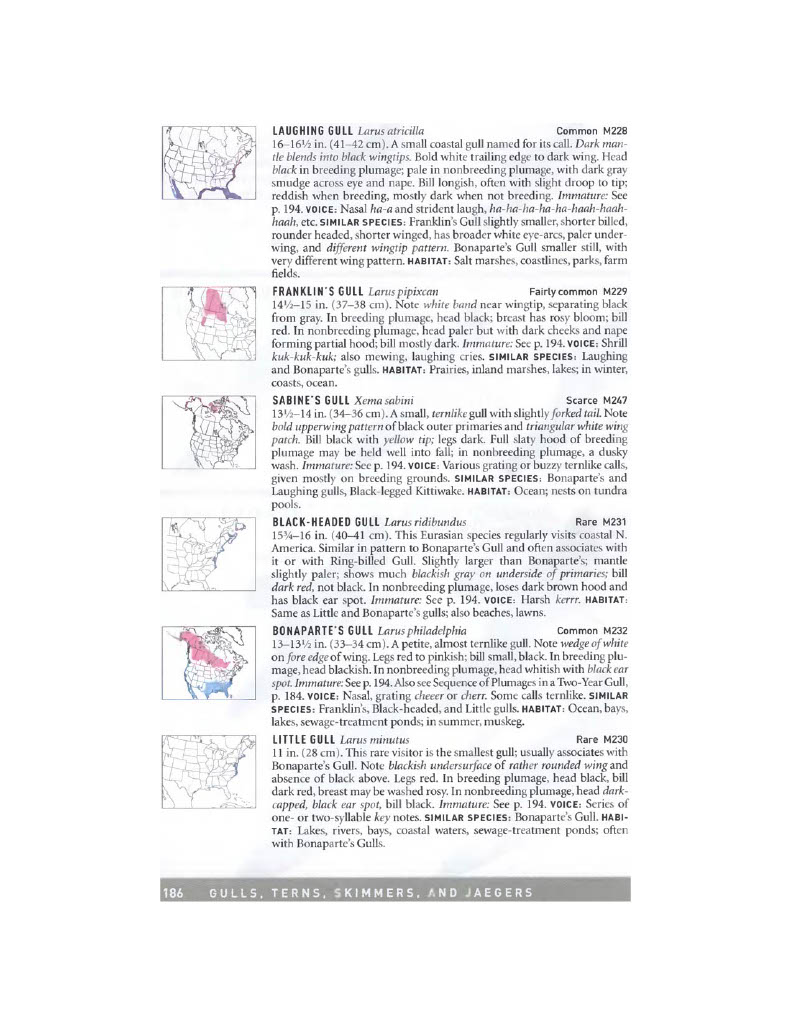 LAUGHING GULL Larus atricilla Common M228
16–16½ in. (41–42 cm). A small coastal gull named for its call. Dark man-
tle blends into black wingtips. Bold white trailing edge to dark wing. Head
black in breeding plumage; pale in nonbreeding plumage, with dark gray
smudge across eye and nape. Bill longish, often with slight droop to tip;
reddish when breeding, mostly dark when not breeding. Immature: See
p. 194. VOICE: Nasal ha-a and strident laugh, ha-ha-ha-ha-ha-haah-haah-
haah, etc. SIMILAR SPECIES: Franklin's Gull slightly smaller, shorter billed,
rounder headed, shorter winged, has broader white eye-arcs, paler under-
wing, and different wingtip pattern. Bonaparte's Gull smaller still, with
very different wing pattern. HABITAT: Salt marshes, coastlines, parks, farm
fields.
FRANKLIN'S GULL Larus pipixcan Fairly common M229
14½–15 in. (37–38 cm). Note white band near wingtip, separating black
from gray. In breeding plumage, head black; breast has rosy bloom; bill
red. In nonbreeding plumage, head paler but with dark cheeks and nape
forming partial hood; bill mostly dark. Immature: See p. 194. VOICE: Shrill
kuk-kuk-kuk; also mewing, laughing cries. SIMILAR SPECIES: Laughing
and Bonaparte's gulls. HABITAT: Prairies, inland marshes, lakes; in winter,
coasts, ocean.
SABINE'S GULL Xema sabini Scarce M247
13½–14 in. (34–36 cm). A small, ternlike gull with slightly forked tail. Note
bold upperwing pattern of black outer primaries and triangular white wing
patch. Bill black with yellow tip; legs dark. Full slaty hood of breeding
plumage may be held well into fall; in nonbreeding plumage, a dusky
wash. Immature: See p. 194. VOICE: Various grating or buzzy ternlike calls,
given mostly on breeding grounds. SIMILAR SPECIES: Bonaparte's and
Laughing gulls, Black-legged Kittiwake. HABITAT: Ocean; nests on tundra
pools.
BLACK-HEADED GULL Larus ridibundus Rare M231
15¾–16 in. (40–41 cm). This Eurasian species regularly visits coastal N.
America. Similar in pattern to Bonaparte's Gull and often associates with
it or with Ring-billed Gull. Slightly larger than Bonaparte's; mantle
slightly paler; shows much blackish gray on underside of primaries; bill
dark red, not black. In nonbreeding plumage, loses dark brown hood and
has black ear spot. Immature: See p. 194. VOICE: Harsh kerrr. HABITAT:
Same as Little and Bonaparte's gulls; also beaches, lawns.
BONAPARTE'S GULL Larus philadelphia Common M232
13–13½ in. (33–34 cm). A petite, almost ternlike gull. Note wedge of white
on fore edge of wing. Legs red to pinkish; bill small, black. In breeding plu-
mage, head blackish. In nonbreeding plumage, head whitish with black ear
spot. Immature: See p. 194. Also see Sequence of Plumages in a Two-Year Gull,
p. 184. VOICE: Nasal, grating cheeer or cherr. Some calls ternlike. SIMILAR
SPECIES: Franklin's, Black-headed, and Little gulls. HABITAT: Ocean, bays,
lakes, sewage-treatment ponds; in summer, muskeg.
LITTLE GULL Larus minutus Rare M230
11 in. (28 cm). This rare visitor is the smallest gull; usually associates with
Bonaparte's Gull. Note blackish undersurface of rather rounded wing and
absence of black above. Legs red. In breeding plumage, head black, bill
dark red, breast may be washed rosy. In nonbreeding plumage, head dark-
capped, black ear spot, bill black. Immature: See p. 194. VOICE: Series of
one- or two-syllable key notes. SIMILAR SPECIES: Bonaparte's Gull. HABI-
TAT: Lakes, rivers, bays, coastal waters, sewage-treatment ponds; often
with Bonaparte's Gulls.
186 GULLS, TERNS, SKIMMERS, AND JAEGERS